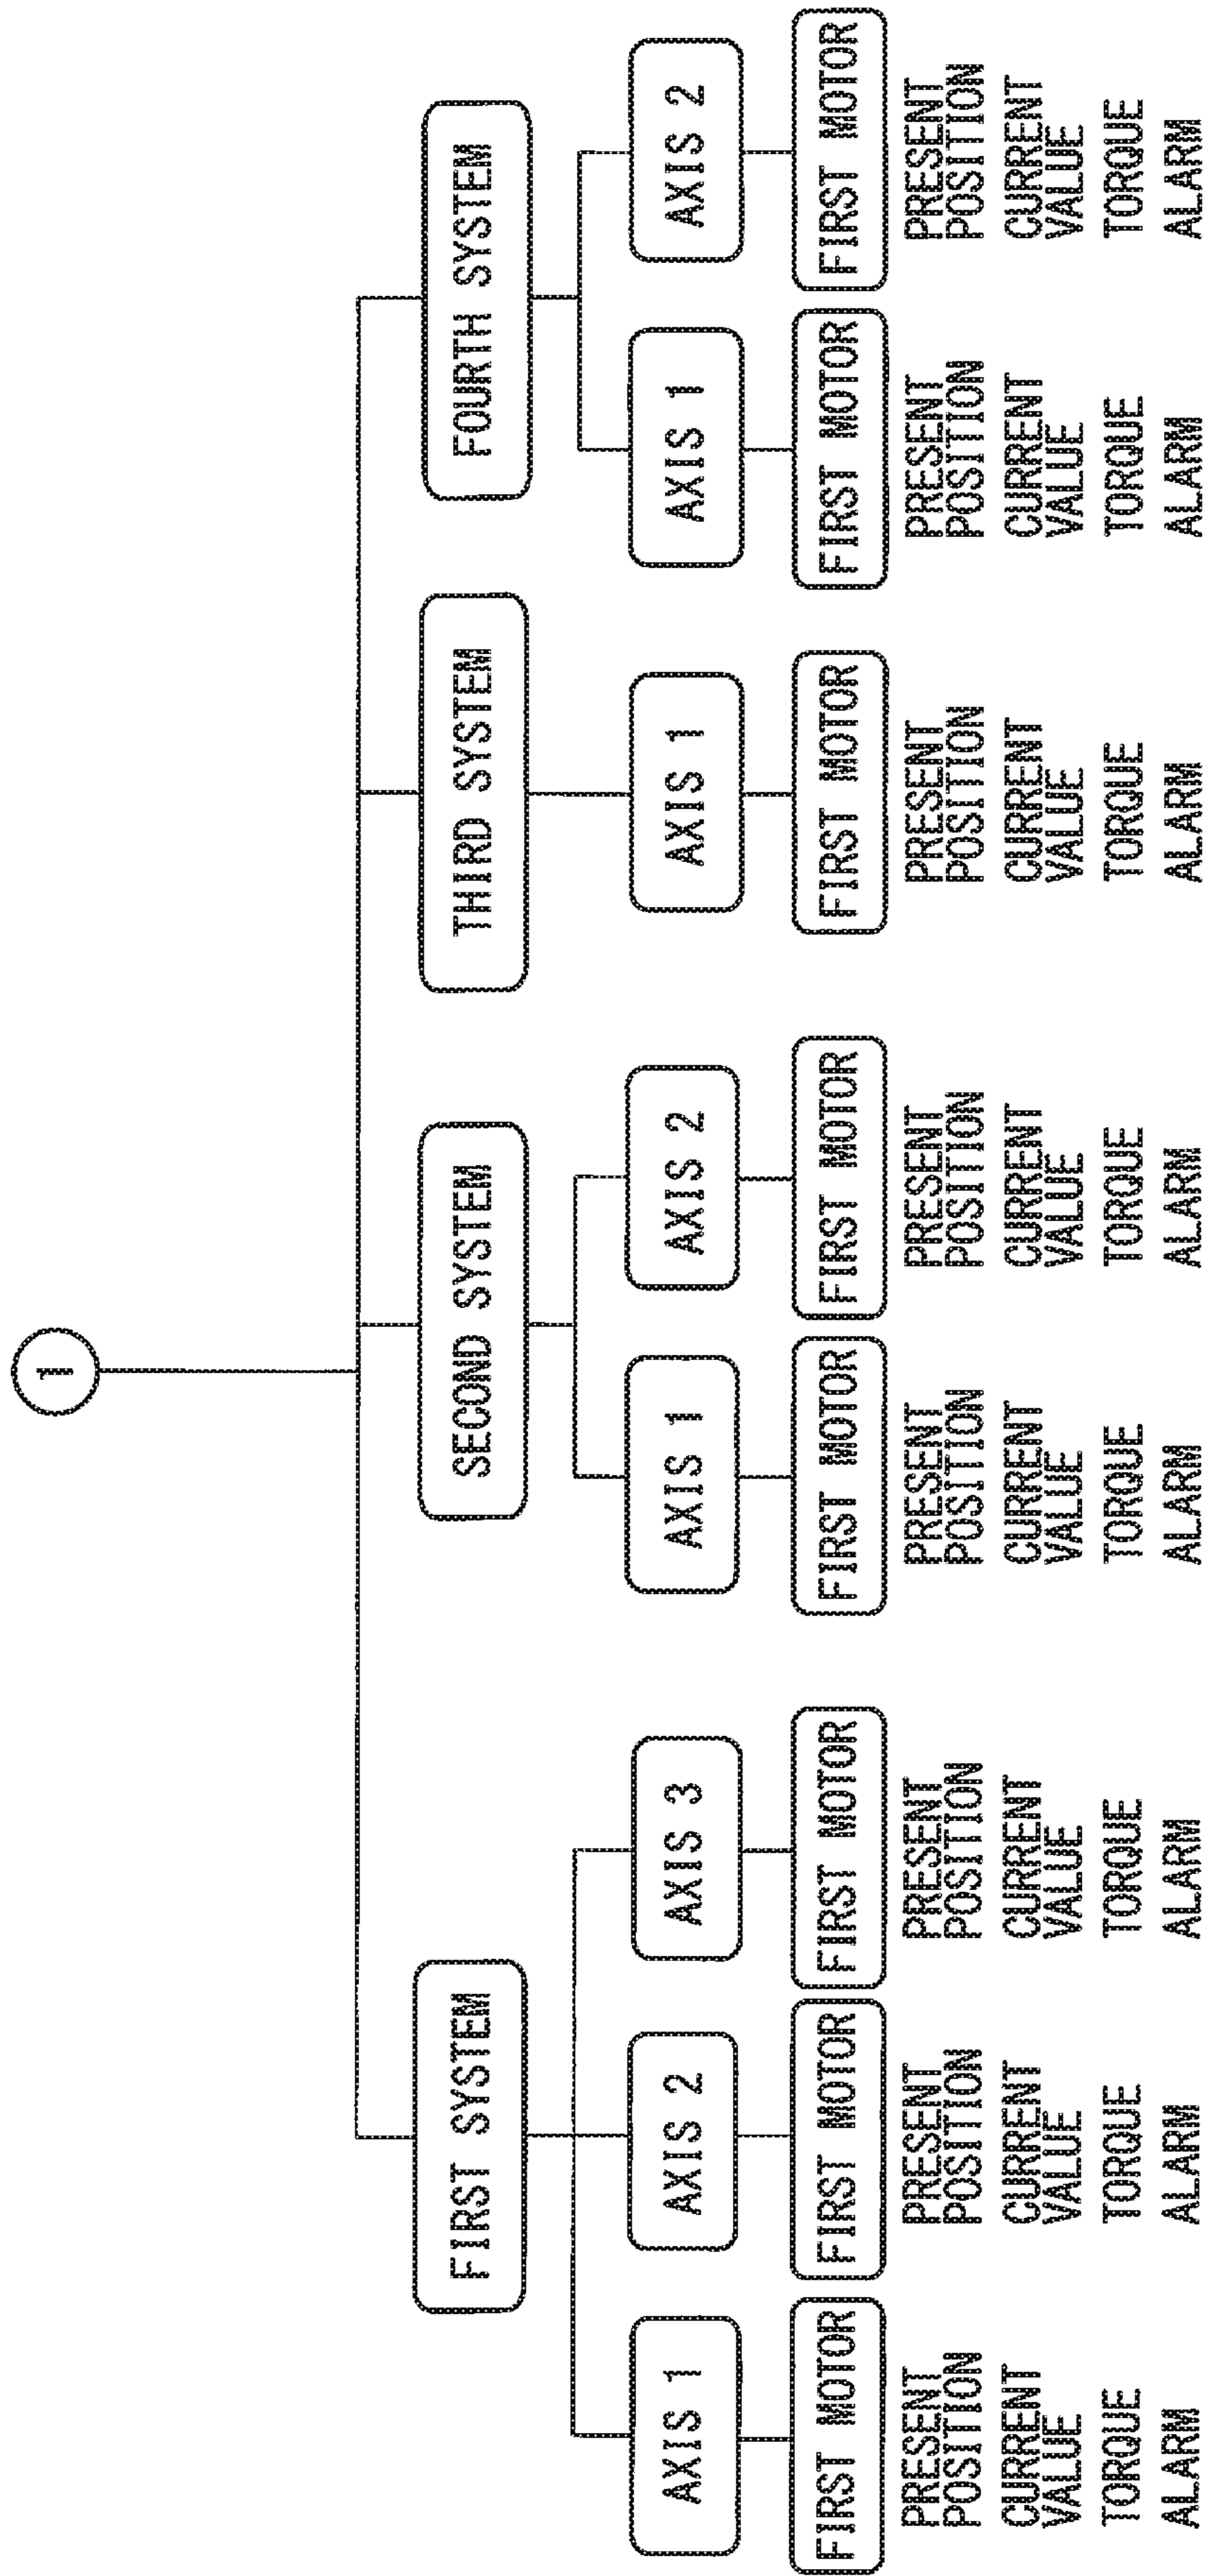 1
FIRST SYSTEM
SECOND SYSTEM
THIRD SYSTEM
FOURTH SYSTEM
AXIS 1
AXIS 2
AXIS 3
AXIS 1
AXIS 2
AXIS 1
AXIS 1
AXIS 2
FIRST MOTOR
FIRST MOTOR
FIRST MOTOR
FIRST MOTOR
FIRST MOTOR
FIRST MOTOR
FIRST MOTOR
FIRST MOTOR
PRESENT
POSITION
CURRENT
VALUE
TORQUE
ALARM
PRESENT
POSITION
CURRENT
VALUE
TORQUE
ALARM
PRESENT
POSITION
CURRENT
VALUE
TORQUE
ALARM
PRESENT
POSITION
CURRENT
VALUE
TORQUE
ALARM
PRESENT
POSITION
CURRENT
VALUE
TORQUE
ALARM
PRESENT
POSITION
CURRENT
VALUE
TORQUE
ALARM
PRESENT
POSITION
CURRENT
VALUE
TORQUE
ALARM
PRESENT
POSITION
CURRENT
VALUE
TORQUE
ALARM